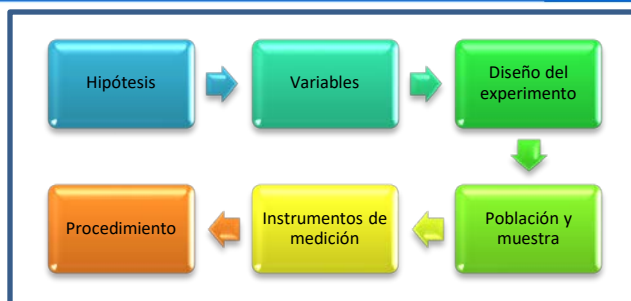 Hipótesis
Variables
Diseño del
experimento
Población y
muestra
Instrumentos de
medición
Procedimiento